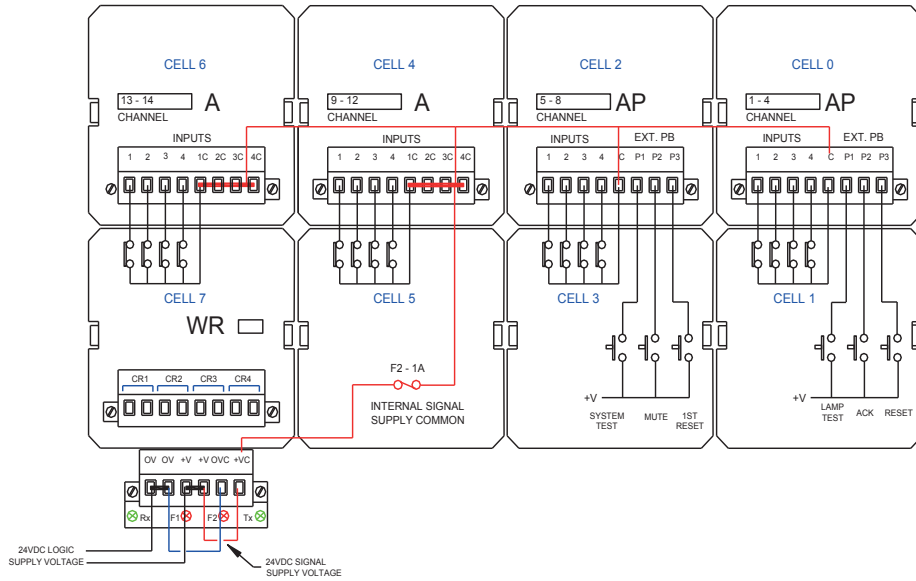 CELL 6
CELL 4
CELL 2
CELL 0
13 - 14
A
9 - 12
A
5 - 8
AP
1 - 4
AP
CHANNEL
CHANNEL
CHANNEL
CHANNEL
INPUTS
INPUTS
INPUTS EXT. PB
INPUTS EXT. PB
1 2 3 4 1C 2C 3C 4C
1 2 3 4 1C 2C 3C 4C
1 2 3 4 C P1 P2 P3
1 2 3 4 C P1 P2 P3
CELL 7
CELL 5
CELL 3
CELL 1
WR
F2 - 1A
INTERNAL SIGNAL
SUPPLY COMMON
CR1 CR2 CR3 CR4
+V
SYSTEM
TEST
MUTE
1ST
RESET
+V
LAMP
TEST
ACK
RESET
OV OV +V +V OVC +VC
Rx F1 F2 Tx
24VDC LOGIC
SUPPLY VOLTAGE
24VDC SIGNAL
SUPPLY VOLTAGE